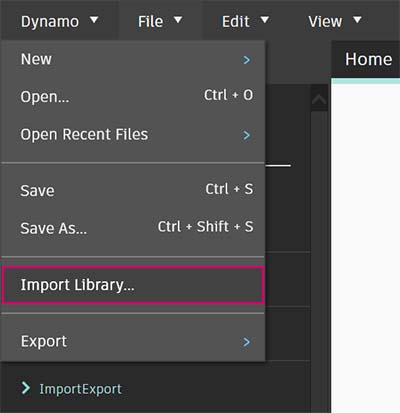 Dynamo File Edit View
Home
New
Open... Ctrl + O
Open Recent Files
Save Ctrl + S
Save As... Ctrl + Shift + S
Import Library...
Export
ImportExport